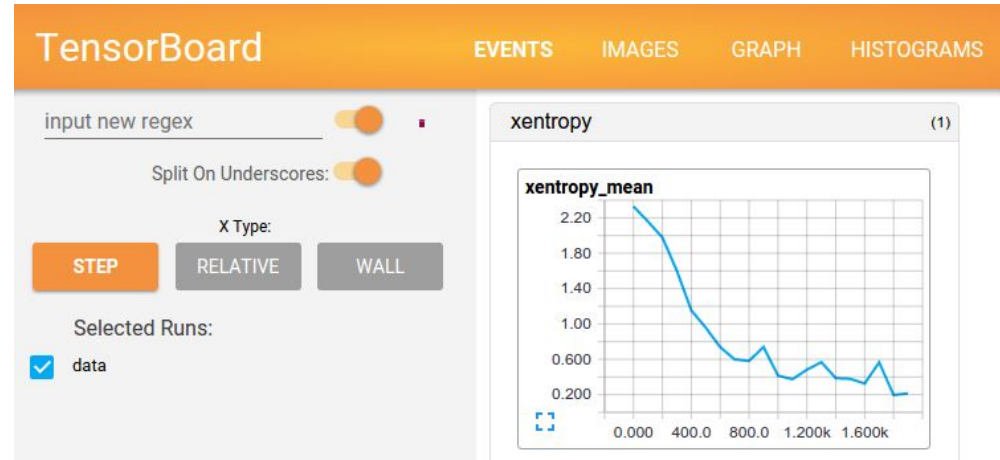 TensorBoard
EVENTS IMAGES GRAPH HISTOGRAMS
input new regex
Split On Underscores:
X Type:
STEP RELATIVE WALL
Selected Runs:
data
xentropy (1)
xentropy_mean
2.20
1.80
1.40
1.00
0.600
0.200
0.000 400.0 800.0 1.200k 1.600k